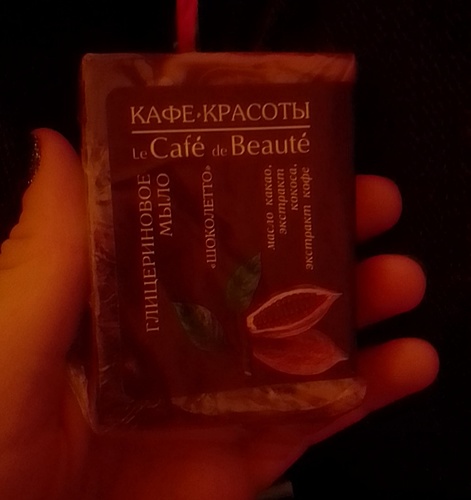 КАФЕ КРАСОТЫ
Le Café de Beauté
ГЛИЦЕРИНОВОЕ
МЫЛО
«ШОКОЛЕТТО»
масло какао,
экстракт
кокоса,
экстракт кофе